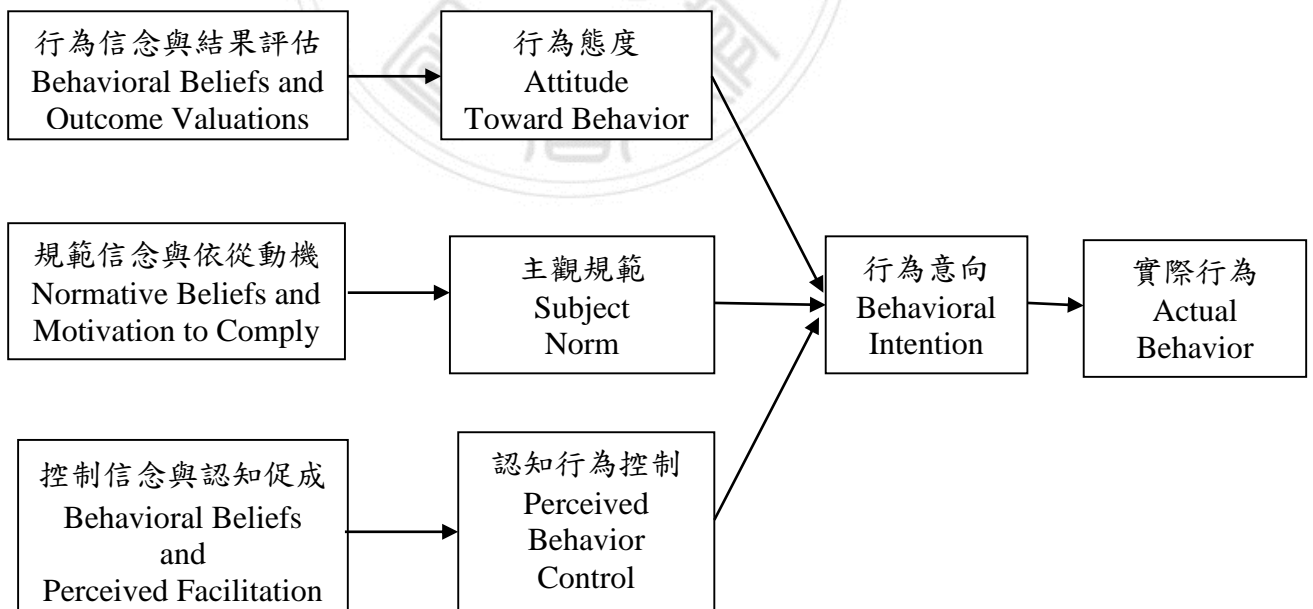 行為信念與結果評估
Behavioral Beliefs and
Outcome Valuations
行為態度
Attitude
Toward Behavior
規範信念與依從動機
Normative Beliefs and
Motivation to Comply
主觀規範
Subject
Norm
行為意向
Behavioral
Intention
實際行為
Actual
Behavior
控制信念與認知促成
Behavioral Beliefs
and
Perceived Facilitation
認知行為控制
Perceived
Behavior
Control